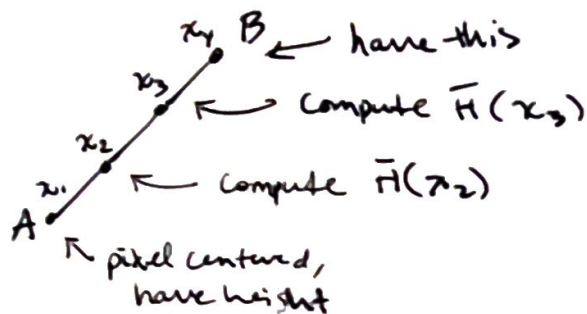 x₄ B ← have this
x₃ ← compute H̄(x₃)
x₂ ← compute H̄(x₂)
x₁
A
pixel centered,
have height